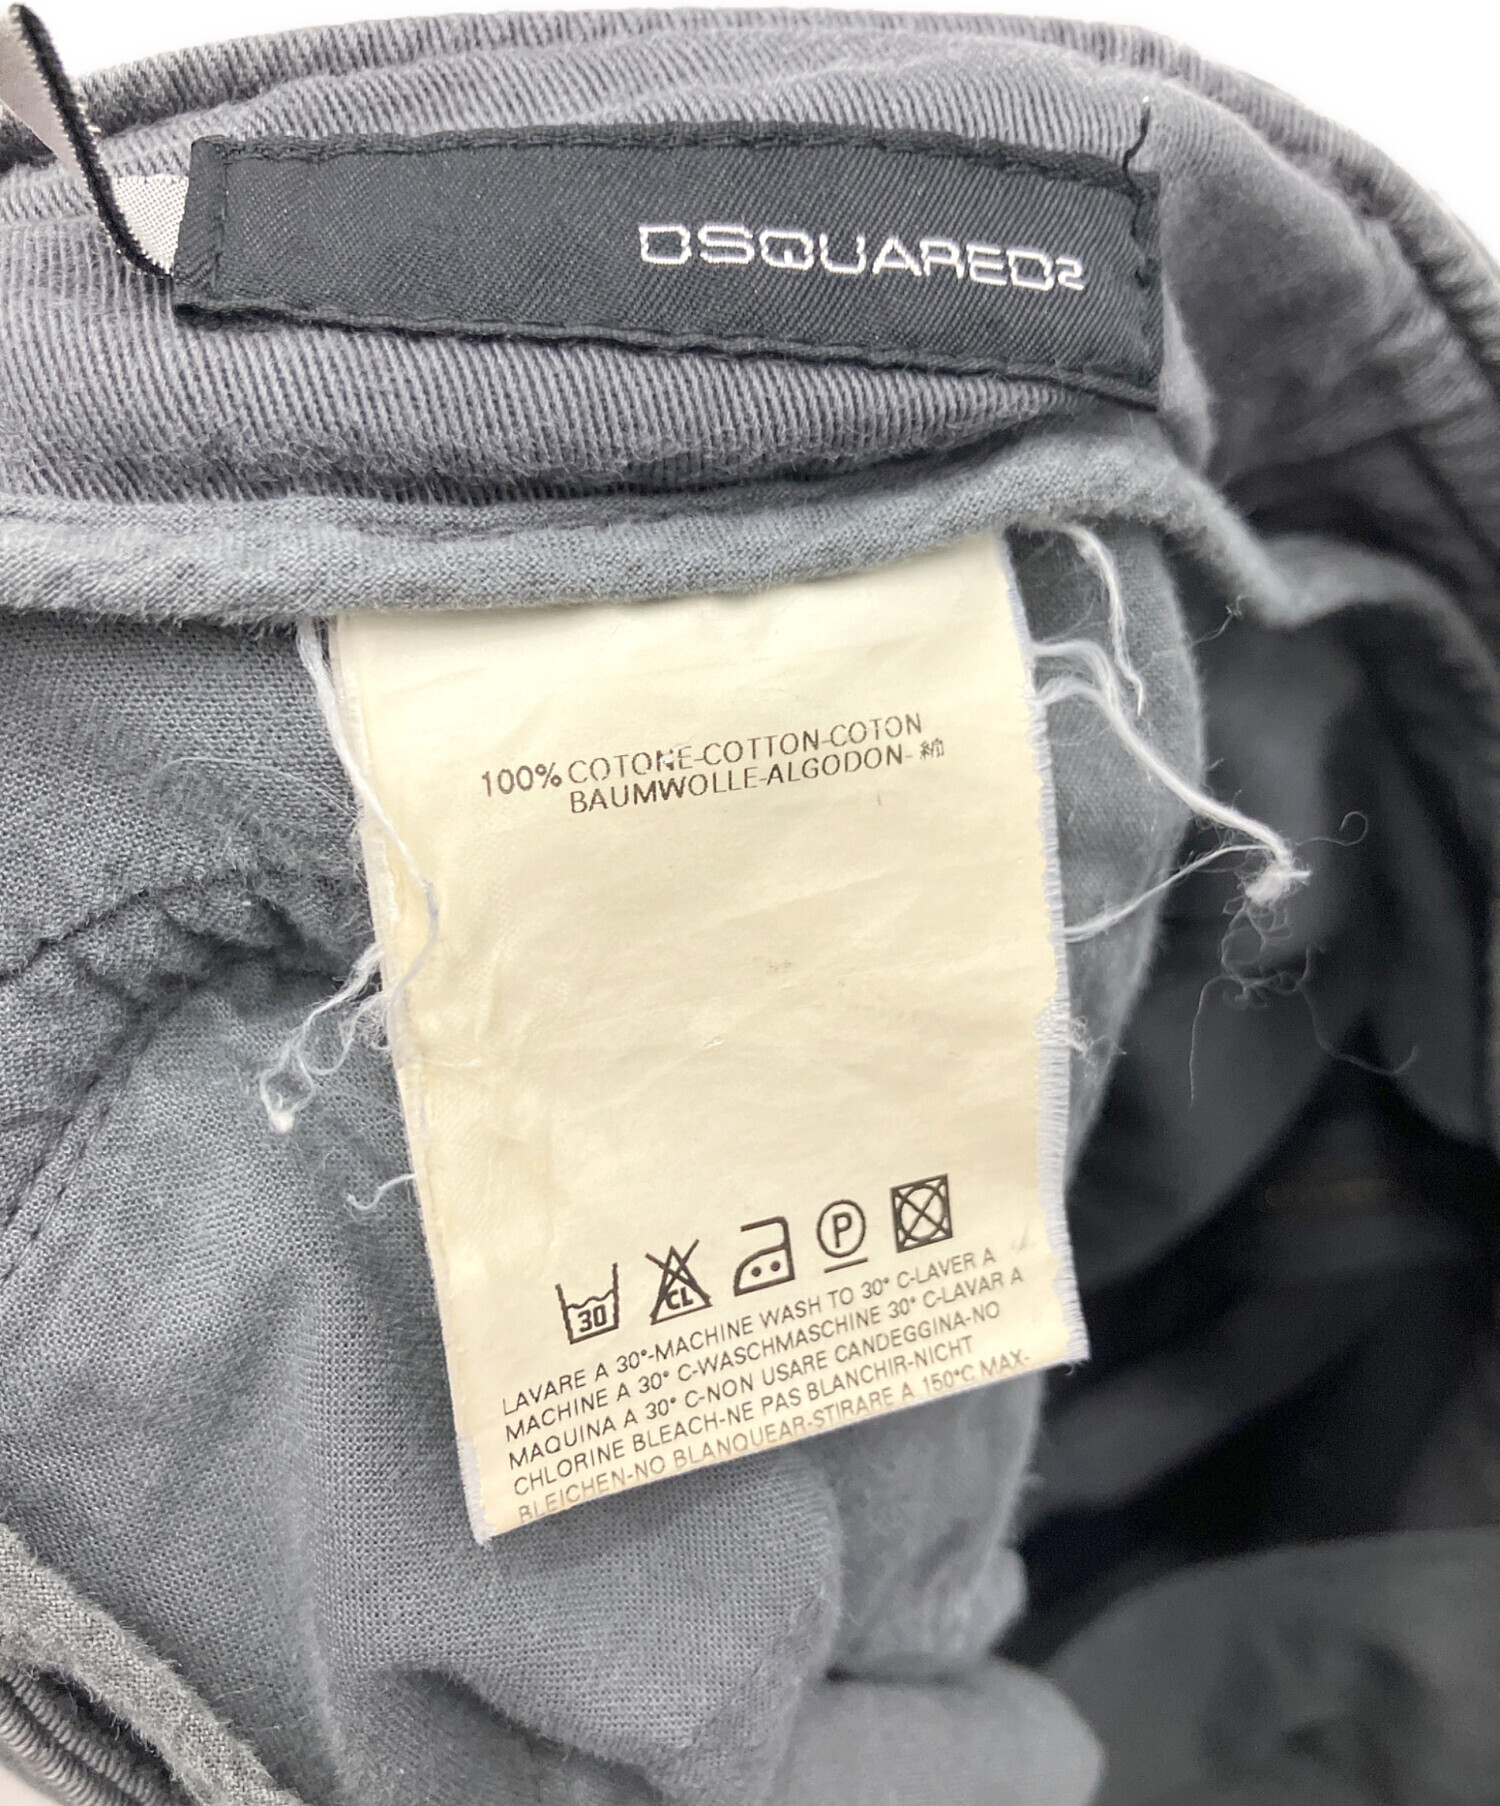 DSQUARED2
100% COTONE-COTTON-COTON
BAUMWOLLE-ALGODON-綿
30 CL P
LAVARE A 30°-MACHINE WASH TO 30° C-LAVER A
MACHINE A 30° C-WASCHMASCHINE 30° C-LAVAR A
MAQUINA A 30° C-NON USARE CANDEGGINA-NO
CHLORINE BLEACH-NE PAS BLANCHIR-NICHT
BLEICHEN-NO BLANQUEAR-STIRARE A 150°C MAX-